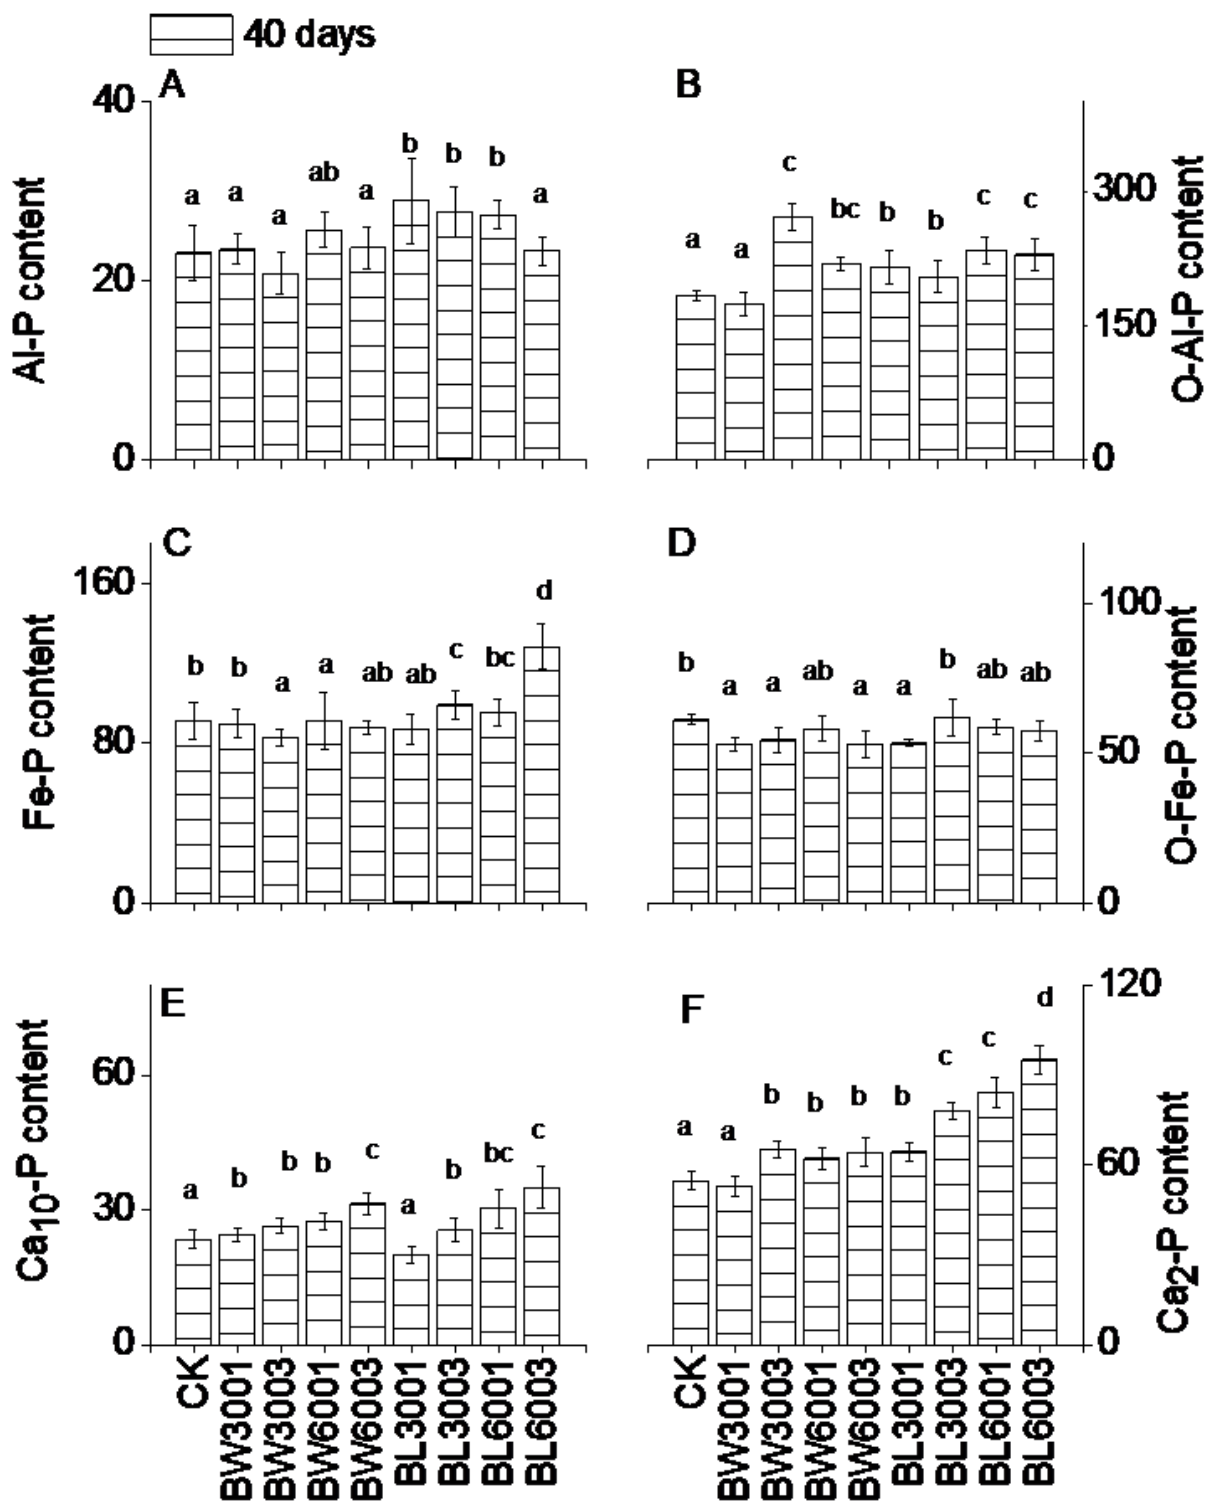 40 days
A
40
20
0
Al-P content
a a a ab a b b b a
B
300
150
0
O-Al-P content
a a c bc b b c c
C
160
80
0
Fe-P content
b b a a ab ab c bc d
D
100
50
0
O-Fe-P content
b a a ab a a b ab ab
E
60
30
0
Ca10-P content
a b b b c a b bc c
F
120
60
0
Ca2-P content
a a b b b b c c d
CK BW3001 BW3003 BW6001 BW6003 BL3001 BL3003 BL6001 BL6003
CK BW3001 BW3003 BW6001 BW6003 BL3001 BL3003 BL6001 BL6003